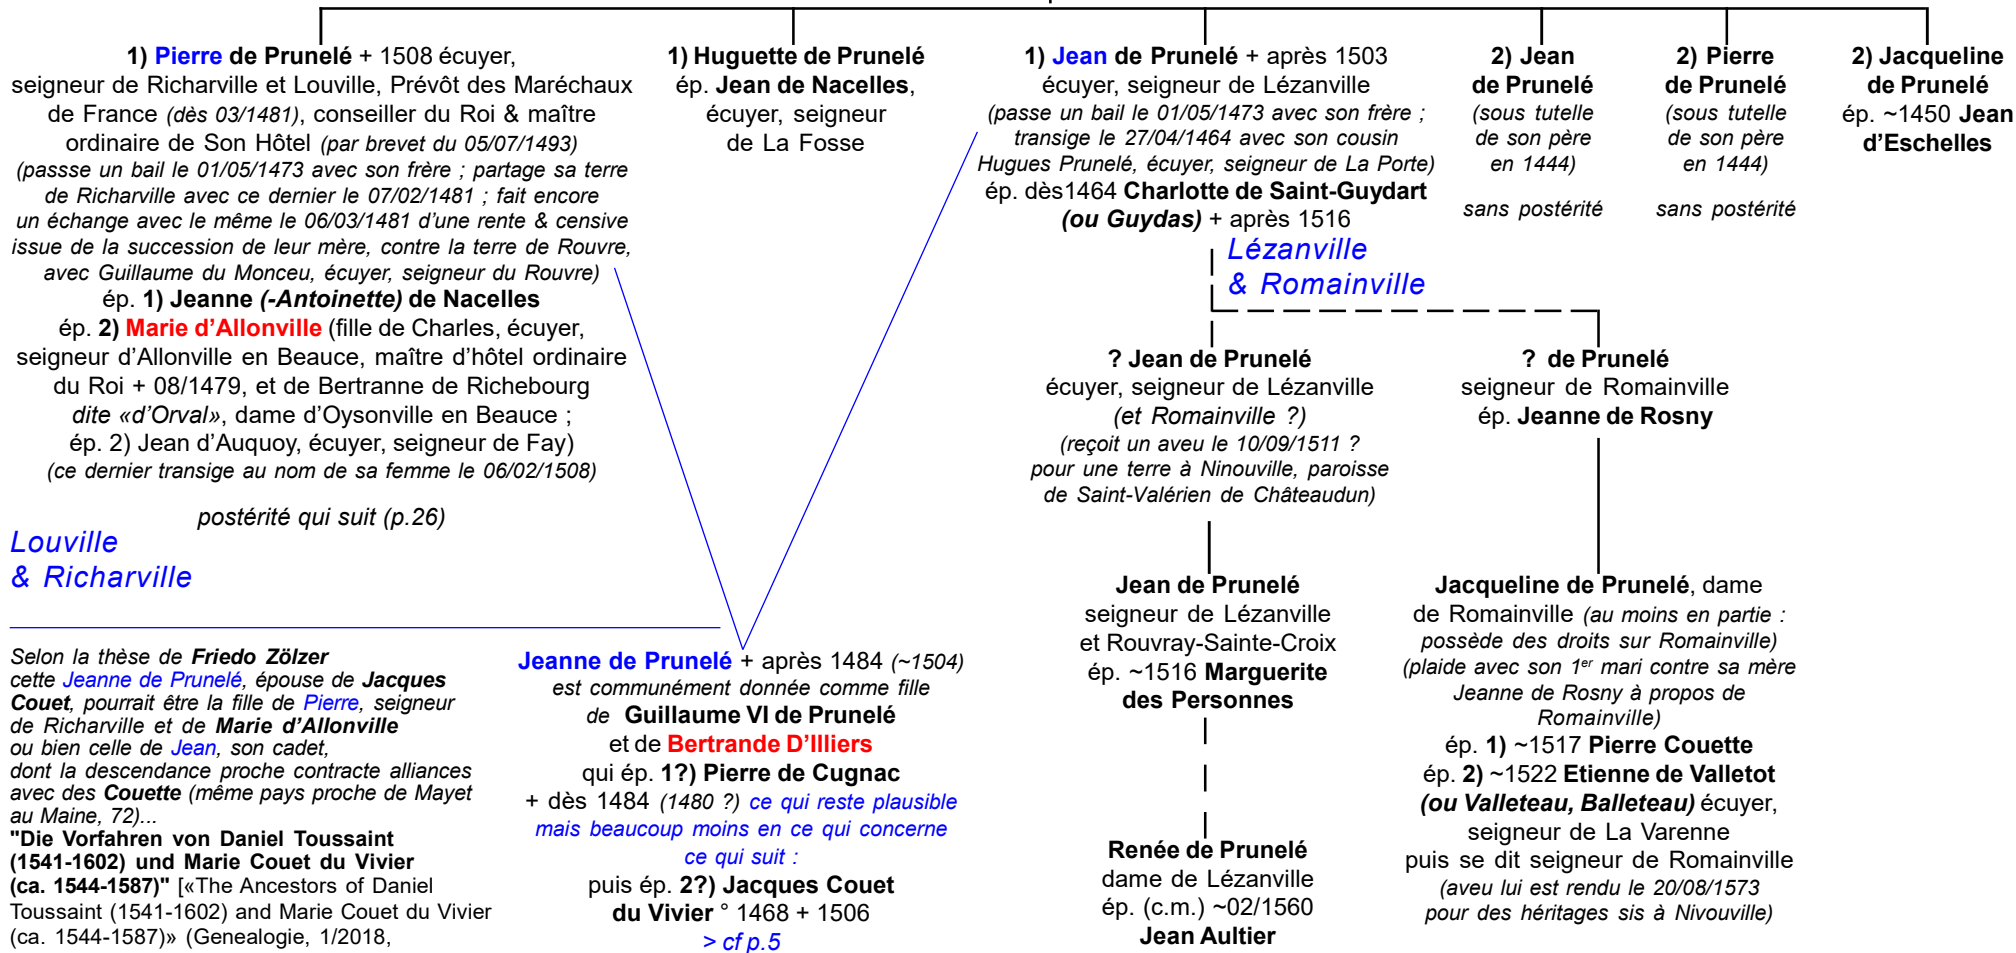 1) Pierre de Prunelé + 1508 écuyer,
seigneur de Richarville et Louville, Prévôt des Maréchaux
de France (dès 03/1481), conseiller du Roi & maître
ordinaire de Son Hôtel (par brevet du 05/07/1493)
(passse un bail le 01/05/1473 avec son frère ; partage sa terre
de Richarville avec ce dernier le 07/02/1481 ; fait encore
un échange avec le même le 06/03/1481 d'une rente & censive
issue de la succession de leur mère, contre la terre de Rouvre,
avec Guillaume du Monceu, écuyer, seigneur du Rouvre)
ép. 1) Jeanne (-Antoinette) de Nacelles
ép. 2) Marie d'Allonville (fille de Charles, écuyer,
seigneur d'Allonville en Beauce, maître d'hôtel ordinaire
du Roi + 08/1479, et de Bertranne de Richebourg
dite «d'Orval», dame d'Oysonville en Beauce ;
ép. 2) Jean d'Auquoy, écuyer, seigneur de Fay)
(ce dernier transige au nom de sa femme le 06/02/1508)
postérité qui suit (p.26)
Louville
& Richarville
1) Huguette de Prunelé
ép. Jean de Nacelles,
écuyer, seigneur
de La Fosse
1) Jean de Prunelé + après 1503
écuyer, seigneur de Lézanville
(passe un bail le 01/05/1473 avec son frère ;
transige le 27/04/1464 avec son cousin
Hugues Prunelé, écuyer, seigneur de La Porte)
ép. dès1464 Charlotte de Saint-Guydart
(ou Guydas) + après 1516
Lézanville
& Romainville
2) Jean
de Prunelé
(sous tutelle
de son père
en 1444)
sans postérité
2) Pierre
de Prunelé
(sous tutelle
de son père
en 1444)
sans postérité
2) Jacqueline
de Prunelé
ép. ~1450 Jean
d'Eschelles
? Jean de Prunelé
écuyer, seigneur de Lézanville
(et Romainville ?)
(reçoit un aveu le 10/09/1511 ?
pour une terre à Ninouville, paroisse
de Saint-Valérien de Châteaudun)
? de Prunelé
seigneur de Romainville
ép. Jeanne de Rosny
Selon la thèse de Friedo Zölzer
cette Jeanne de Prunelé, épouse de Jacques
Couet, pourrait être la fille de Pierre, seigneur
de Richarville et de Marie d'Allonville
ou bien celle de Jean, son cadet,
dont la descendance proche contracte alliances
avec des Couette (même pays proche de Mayet
au Maine, 72)...
"Die Vorfahren von Daniel Toussaint
(1541-1602) und Marie Couet du Vivier
(ca. 1544-1587)" [«The Ancestors of Daniel
Toussaint (1541-1602) and Marie Couet du Vivier
(ca. 1544-1587)» (Genealogie, 1/2018,
Jeanne de Prunelé + après 1484 (~1504)
est communément donnée comme fille
de Guillaume VI de Prunelé
et de Bertrande D'Illiers
qui ép. 1?) Pierre de Cugnac
+ dès 1484 (1480 ?) ce qui reste plausible
mais beaucoup moins en ce qui concerne
ce qui suit :
puis ép. 2?) Jacques Couet
du Vivier ° 1468 + 1506
> cf p.5
Jean de Prunelé
seigneur de Lézanville
et Rouvray-Sainte-Croix
ép. ~1516 Marguerite
des Personnes
Renée de Prunelé
dame de Lézanville
ép. (c.m.) ~02/1560
Jean Aultier
Jacqueline de Prunelé, dame
de Romainville (au moins en partie :
possède des droits sur Romainville)
(plaide avec son 1er mari contre sa mère
Jeanne de Rosny à propos de
Romainville)
ép. 1) ~1517 Pierre Couette
ép. 2) ~1522 Etienne de Valletot
(ou Valleteau, Balleteau) écuyer,
seigneur de La Varenne
puis se dit seigneur de Romainville
(aveu lui est rendu le 20/08/1573
pour des héritages sis à Nivouville)